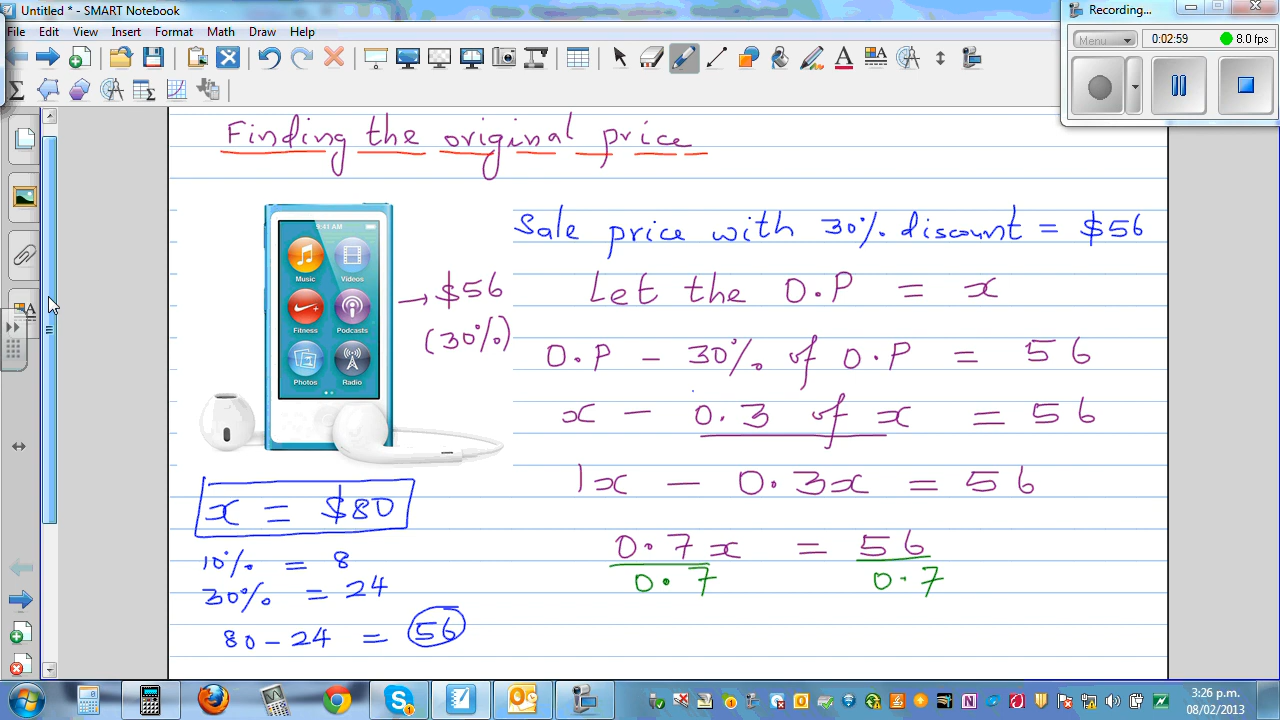 Untitled * - SMART Notebook
Recording...
File Edit View Insert Format Math Draw Help
Menu
0:02:59
8.0 fps
Finding the original price
Sale price with 30% discount = $56
9:41 AM
Music Videos
Fitness Podcasts
Photos Radio
→ $56
(30%)
Let the O.P = x
O.P - 30% of O.P = 56
x - 0.3 of x = 56
1x - 0.3x = 56
0.7x = 56
0.7 0.7
x = $80
10% = 8
30% = 24
80 - 24 = 56
3:26 p.m.
08/02/2013